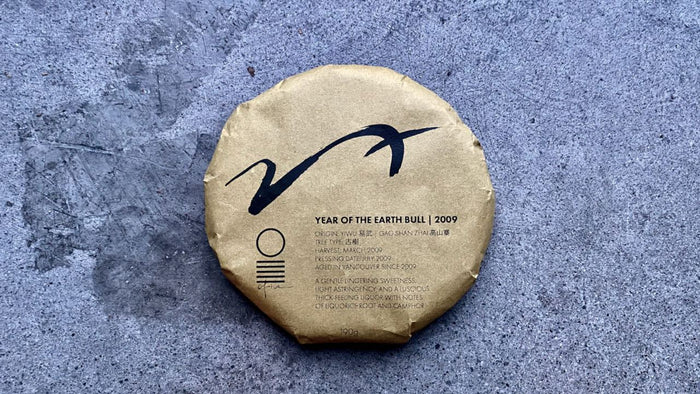 YEAR OF THE EARTH BULL | 2009
ORIGIN: YIWU 易武 / GAO SHAN ZHAI 高山寨
TREE TYPE: 古樹
HARVEST: MARCH 2009
PRESSING DATE: JULY 2009
AGED IN VANCOUVER SINCE 2009
A GENTLE LINGERING SWEETNESS,
LIGHT ASTRINGENCY AND A LUSCIOUS
THICK-FEELING LIQUOR WITH NOTES
OF LIQUORICE ROOT AND CAMPHOR
190g